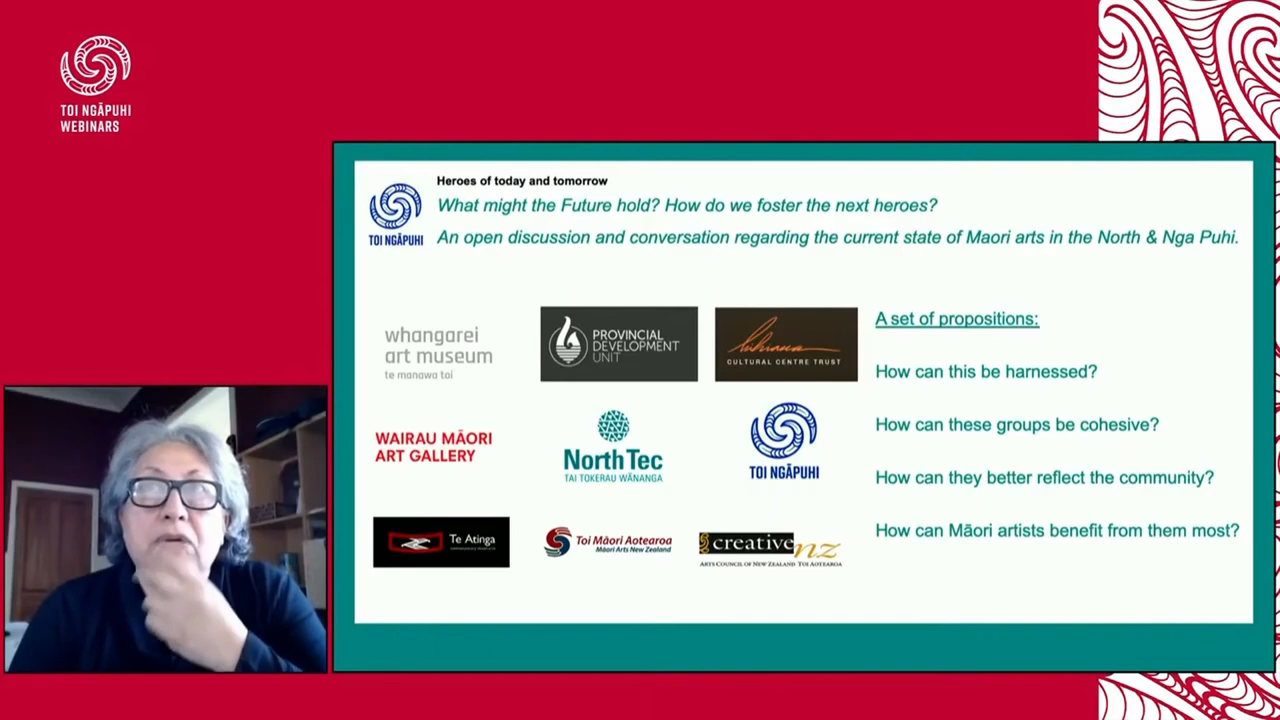 TOI NGĀPUHI
WEBINARS
Heroes of today and tomorrow
What might the Future hold? How do we foster the next heroes?
An open discussion and conversation regarding the current state of Maori arts in the North & Nga Puhi.
TOI NGĀPUHI
whangarei
art museum
te manawa toi
PROVINCIAL
DEVELOPMENT
UNIT
CULTURAL CENTRE TRUST
WAIRAU MĀORI
ART GALLERY
NorthTec
TAI TOKERAU WĀNANGA
TOI NGĀPUHI
Te Atinga
Toi Māori Aotearoa
Māori Arts New Zealand
creative nz
ARTS COUNCIL OF NEW ZEALAND TOI AOTEAROA
A set of propositions:
How can this be harnessed?
How can these groups be cohesive?
How can they better reflect the community?
How can Māori artists benefit from them most?